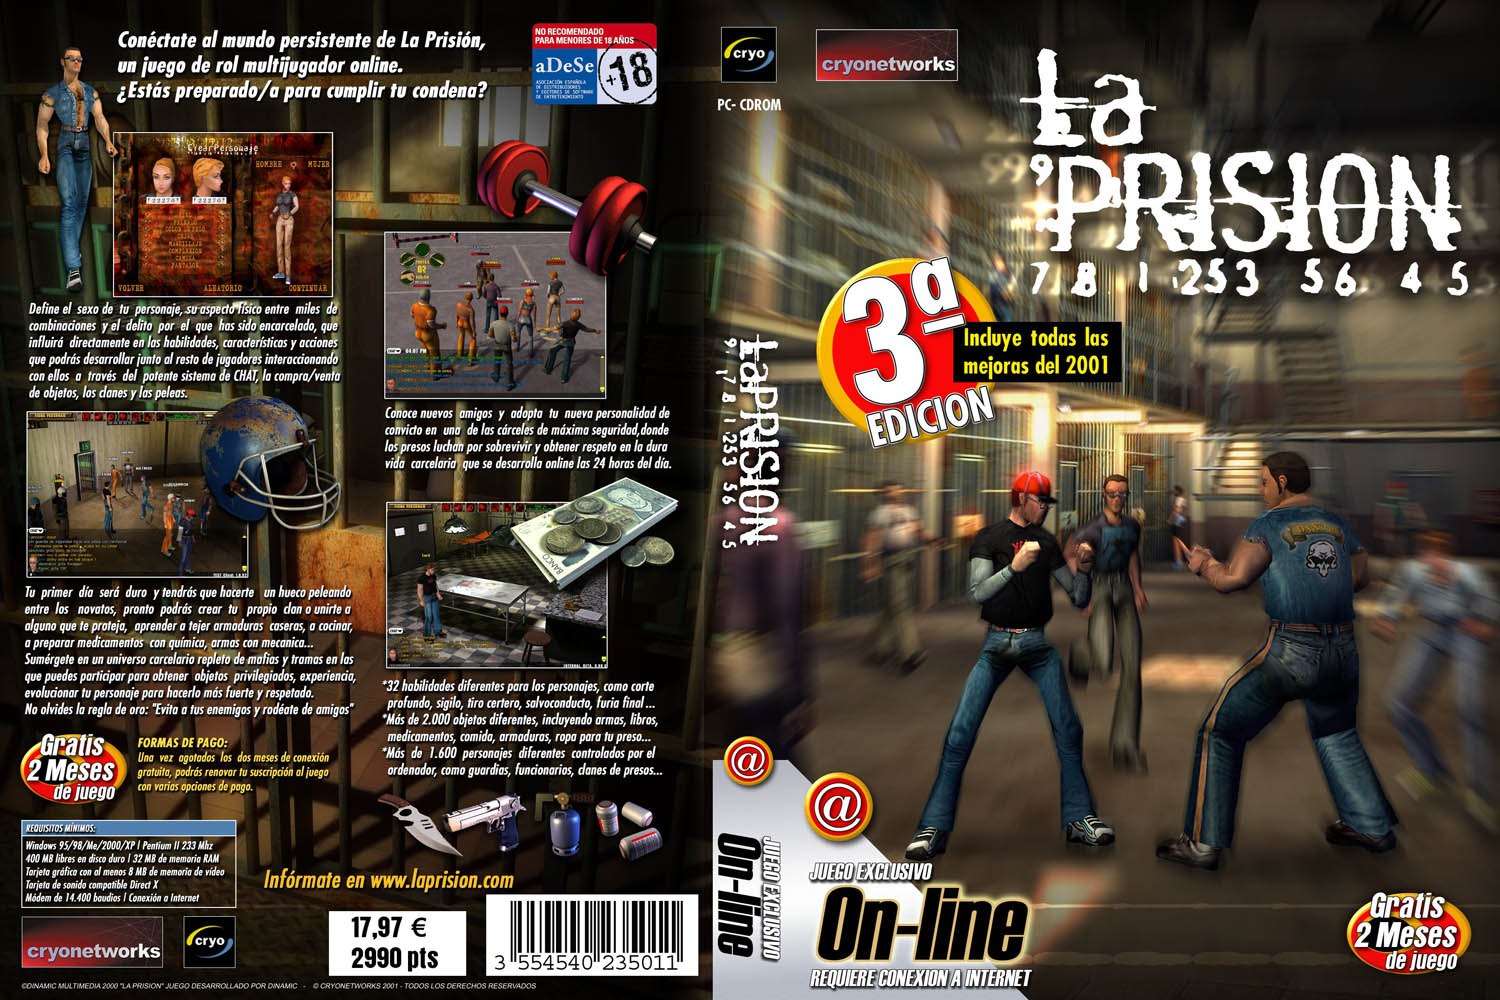 Conéctate al mundo persistente de La Prisión,
un juego de rol multijugador online.
¿Estás preparado/a para cumplir tu condena?
NO RECOMENDADO
PARA MENORES DE 18 AÑOS
aDeSe
ASOCIACIÓN ESPAÑOLA
DE DISTRIBUIDORES
Y EDITORES DE SOFTWARE
DE ENTRETENIMIENTO
+18
CrearPersonaje
HOMBRE
MUJER
VOLVER
ALEATORIO
CONTINUAR
Define el sexo de tu personaje, su aspecto físico entre miles de
combinaciones y el delito por el que has sido encarcelado, que
influirá directamente en las habilidades, características y acciones
que podrás desarrollar junto al resto de jugadores interaccionando
con ellos a través del potente sistema de CHAT, la compra/venta
de objetos, los clanes y las peleas.
04:07 PM
Conoce nuevos amigos y adopta tu nueva personalidad de
convicto en una de las cárceles de máxima seguridad,donde
los presos luchan por sobrevivir y obtener respeto en la dura
vida carcelaria que se desarrolla online las 24 horas del día.
Tu primer día será duro y tendrás que hacerte un hueco peleando
entre los novatos, pronto podrás crear tu propio clan o unirte a
alguno que te proteja, aprender a tejer armaduras caseras, a cocinar,
a preparar medicamentos con química, armas con mecanica...
Sumérgete en un universo carcelario repleto de mafias y tramas en las
que puedes participar para obtener objetos privilegiados, experiencia,
evolucionar tu personaje para hacerlo más fuerte y respetado.
No olvides la regla de oro: "Evita a tus enemigos y rodéate de amigos"
*32 habilidades diferentes para los personajes, como corte
profundo, sigilo, tiro certero, salvoconducto, furia final ...
*Más de 2.000 objetos diferentes, incluyendo armas, libros,
medicamentos, comida, armaduras, ropa para tu preso...
*Más de 1.600 personajes diferentes controlados por el
ordenador, como guardias, funcionarios, clanes de presos...
Gratis
2 Meses
de juego
FORMAS DE PAGO:
Una vez agotados los dos meses de conexión
gratuita, podrás renovar tu suscripción al juego
con varias opciones de pago.
REQUISITOS MÍNIMOS:
Windows 95/98/Me/2000/XP | Pentium II 233 Mhz
400 MB libres en disco duro | 32 MB de memoria RAM
Tarjeta gráfica con al menos 8 MB de memoria de vídeo
Tarjeta de sonido compatible Direct X
Módem de 14.400 baudios | Conexión a Internet
Infórmate en www.laprision.com
cryonetworks
cryo
17,97 €
2990 pts
3 554540 235011
©DINAMIC MULTIMEDIA 2000 "LA PRISION" JUEGO DESARROLLADO POR DINAMIC - © CRYONETWORKS 2001 - TODOS LOS DERECHOS RESERVADOS
La PRISION
9 7 8 1 253 56 4 5
@
JUEGO EXCLUSIVO
On-line
cryo
cryonetworks
PC- CDROM
La
9 PRISION
7 8 1 253 56 4 5
3ª
EDICION
Incluye todas las
mejoras del 2001
@
JUEGO EXCLUSIVO
On-line
REQUIERE CONEXION A INTERNET
Gratis
2 Meses
de juego